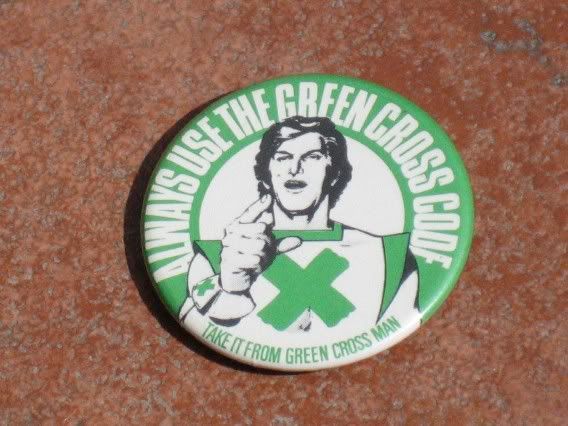 ALWAYS USE THE GREEN CROSS CODE
TAKE IT FROM GREEN CROSS MAN